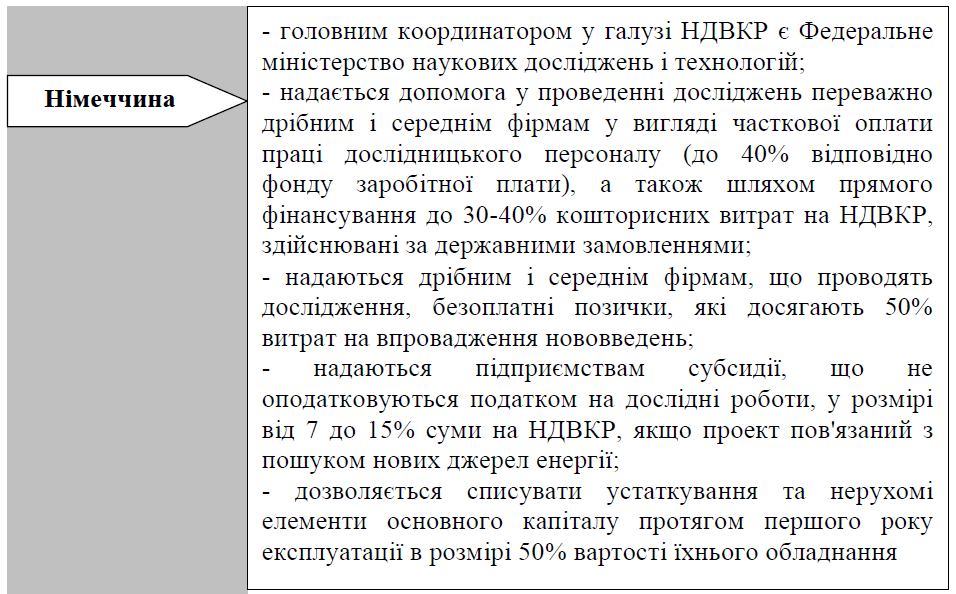 Німеччина
- головним координатором у галузі НДВКР є Федеральне
міністерство наукових досліджень і технологій;
- надається допомога у проведенні досліджень переважно
дрібним і середнім фірмам у вигляді часткової оплати
праці дослідницького персоналу (до 40% відповідно
фонду заробітної плати), а також шляхом прямого
фінансування до 30-40% кошторисних витрат на НДВКР,
здійснювані за державними замовленнями;
- надаються дрібним і середнім фірмам, що проводять
дослідження, безоплатні позички, які досягають 50%
витрат на впровадження нововведень;
- надаються підприємствам субсидії, що не
оподатковуються податком на дослідні роботи, у розмірі
від 7 до 15% суми на НДВКР, якщо проект пов'язаний з
пошуком нових джерел енергії;
- дозволяється списувати устаткування та нерухомі
елементи основного капіталу протягом першого року
експлуатації в розмірі 50% вартості їхнього обладнання